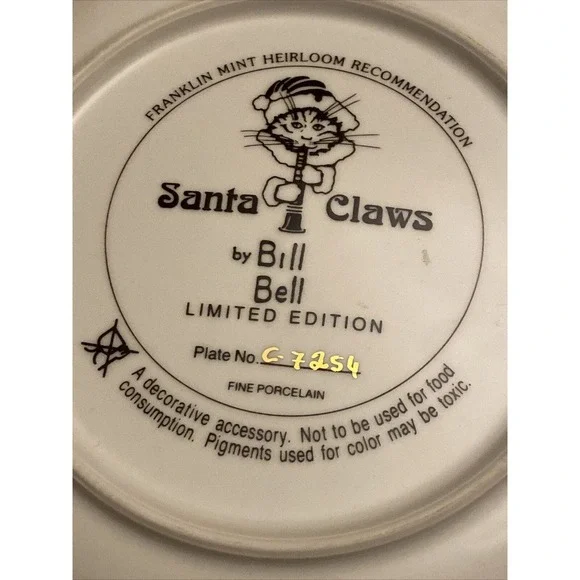 FRANKLIN MINT HEIRLOOM RECOMMENDATION
Santa Claws
by Bill
Bell
LIMITED EDITION
Plate No. C-7254
FINE PORCELAIN
A decorative accessory. Not to be used for food
consumption. Pigments used for color may be toxic.